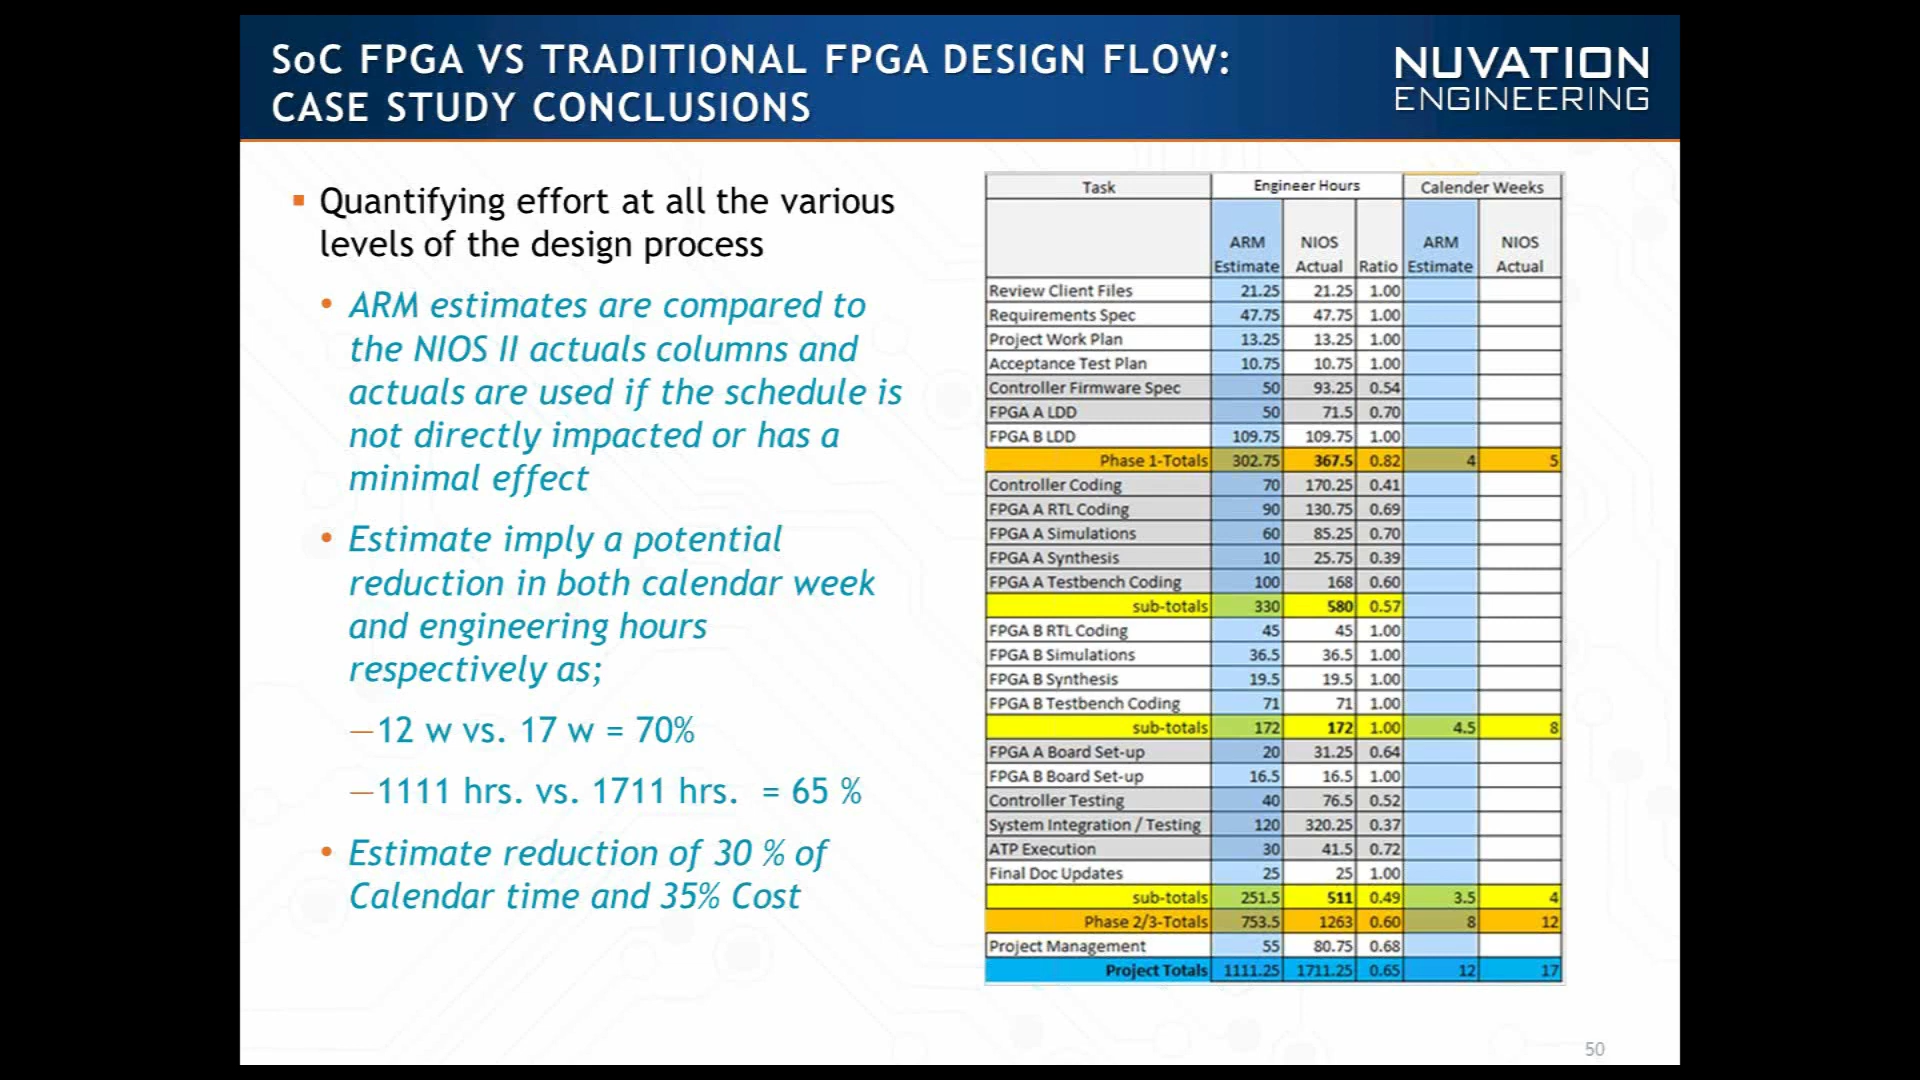 SoC FPGA VS TRADITIONAL FPGA DESIGN FLOW:
CASE STUDY CONCLUSIONS
NUVATION
ENGINEERING
Quantifying effort at all the various
levels of the design process
ARM estimates are compared to
the NIOS II actuals columns and
actuals are used if the schedule is
not directly impacted or has a
minimal effect
Estimate imply a potential
reduction in both calendar week
and engineering hours
respectively as;
—12 w vs. 17 w = 70%
—1111 hrs. vs. 1711 hrs. = 65 %
Estimate reduction of 30 % of
Calendar time and 35% Cost
Task Engineer Hours Calender Weeks
ARM NIOS ARM NIOS
Estimate Actual Ratio Estimate Actual
Review Client Files 21.25 21.25 1.00
Requirements Spec 47.75 47.75 1.00
Project Work Plan 13.25 13.25 1.00
Acceptance Test Plan 10.75 10.75 1.00
Controller Firmware Spec 50 93.25 0.54
FPGA A LDD 50 71.5 0.70
FPGA B LDD 109.75 109.75 1.00
Phase 1-Totals 302.75 367.5 0.82 4 5
Controller Coding 70 170.25 0.41
FPGA A RTL Coding 90 130.75 0.69
FPGA A Simulations 60 85.25 0.70
FPGA A Synthesis 10 25.75 0.39
FPGA A Testbench Coding 100 168 0.60
sub-totals 330 580 0.57
FPGA B RTL Coding 45 45 1.00
FPGA B Simulations 36.5 36.5 1.00
FPGA B Synthesis 19.5 19.5 1.00
FPGA B Testbench Coding 71 71 1.00
sub-totals 172 172 1.00 4.5 8
FPGA A Board Set-up 20 31.25 0.64
FPGA B Board Set-up 16.5 16.5 1.00
Controller Testing 40 76.5 0.52
System Integration / Testing 120 320.25 0.37
ATP Execution 30 41.5 0.72
Final Doc Updates 25 25 1.00
sub-totals 251.5 511 0.49 3.5 4
Phase 2/3-Totals 753.5 1263 0.60 8 12
Project Management 55 80.75 0.68
Project Totals 1111.25 1711.25 0.65 12 17
50